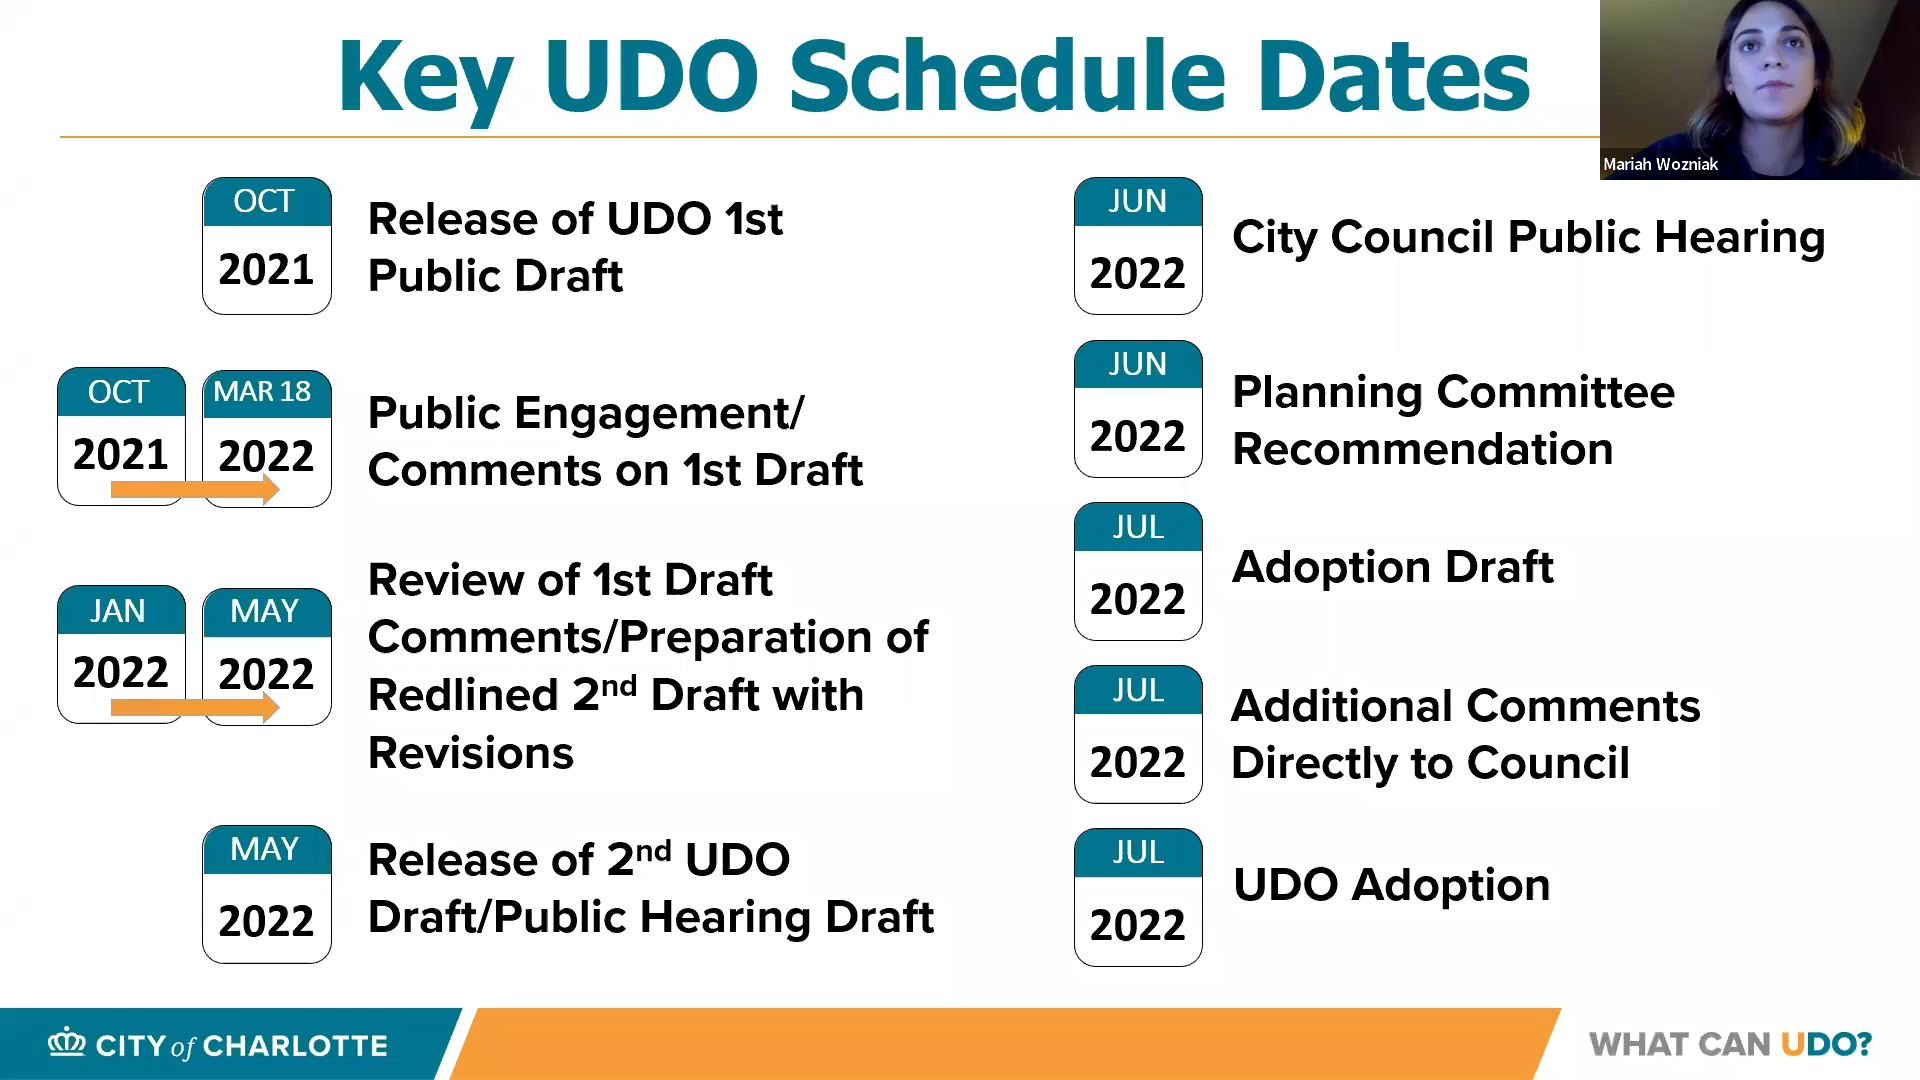 Key UDO Schedule Dates
Mariah Wozniak
OCT
2021
Release of UDO 1st
Public Draft
OCT
2021
MAR 18
2022
Public Engagement/
Comments on 1st Draft
JAN
2022
MAY
2022
Review of 1st Draft
Comments/Preparation of
Redlined 2nd Draft with
Revisions
MAY
2022
Release of 2nd UDO
Draft/Public Hearing Draft
JUN
2022
City Council Public Hearing
JUN
2022
Planning Committee
Recommendation
JUL
2022
Adoption Draft
JUL
2022
Additional Comments
Directly to Council
JUL
2022
UDO Adoption
CITY of CHARLOTTE
WHAT CAN UDO?